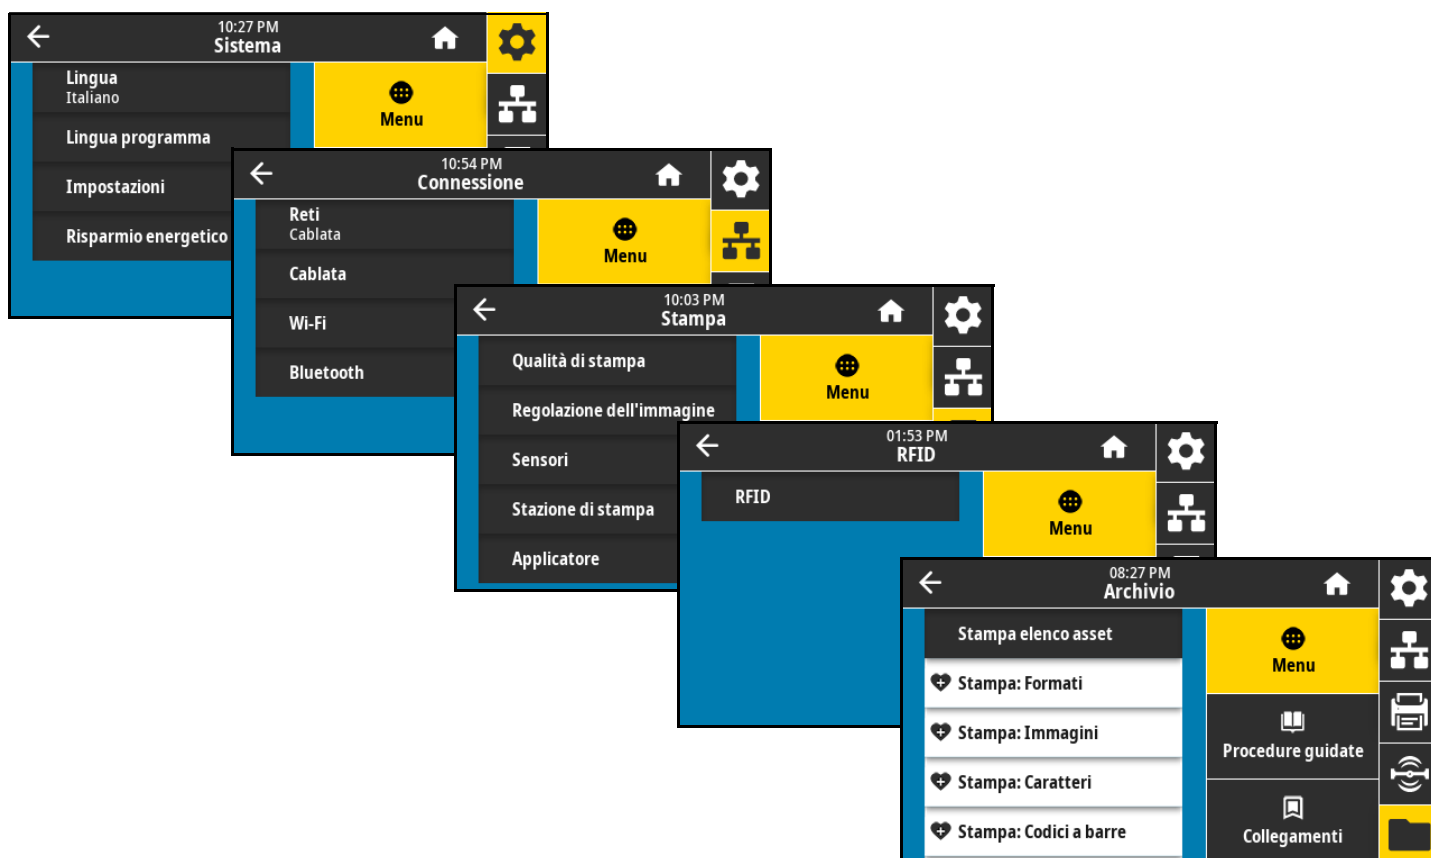 10:27 PM
Sistema
Lingua
Italiano
Menu
Lingua programma
Impostazioni
Risparmio energetico
10:54 PM
Connessione
Reti
Cablata
Menu
Cablata
Wi-Fi
Bluetooth
10:03 PM
Stampa
Qualità di stampa
Menu
Regolazione dell'immagine
Sensori
Stazione di stampa
Applicatore
01:53 PM
RFID
RFID
Menu
08:27 PM
Archivio
Stampa elenco asset
Menu
Stampa: Formati
Stampa: Immagini
Procedure guidate
Stampa: Caratteri
Stampa: Codici a barre
Collegamenti